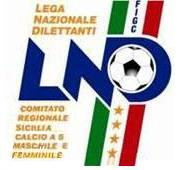 LEGA
NAZIONALE
DILETTANTI
FIGC
LND
COMITATO
REGIONALE
SICILIA
CALCIO A 5
MASCHILE E
FEMMINILE